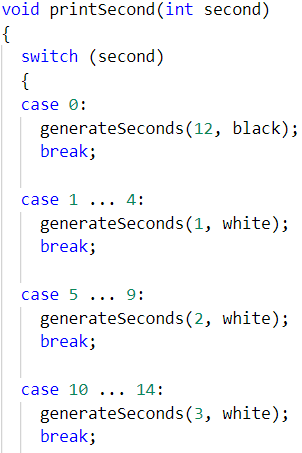 void printSecond(int second)
{
  switch (second)
  {
  case 0:
    generateSeconds(12, black);
    break;

  case 1 ... 4:
    generateSeconds(1, white);
    break;

  case 5 ... 9:
    generateSeconds(2, white);
    break;

  case 10 ... 14:
    generateSeconds(3, white);
    break;